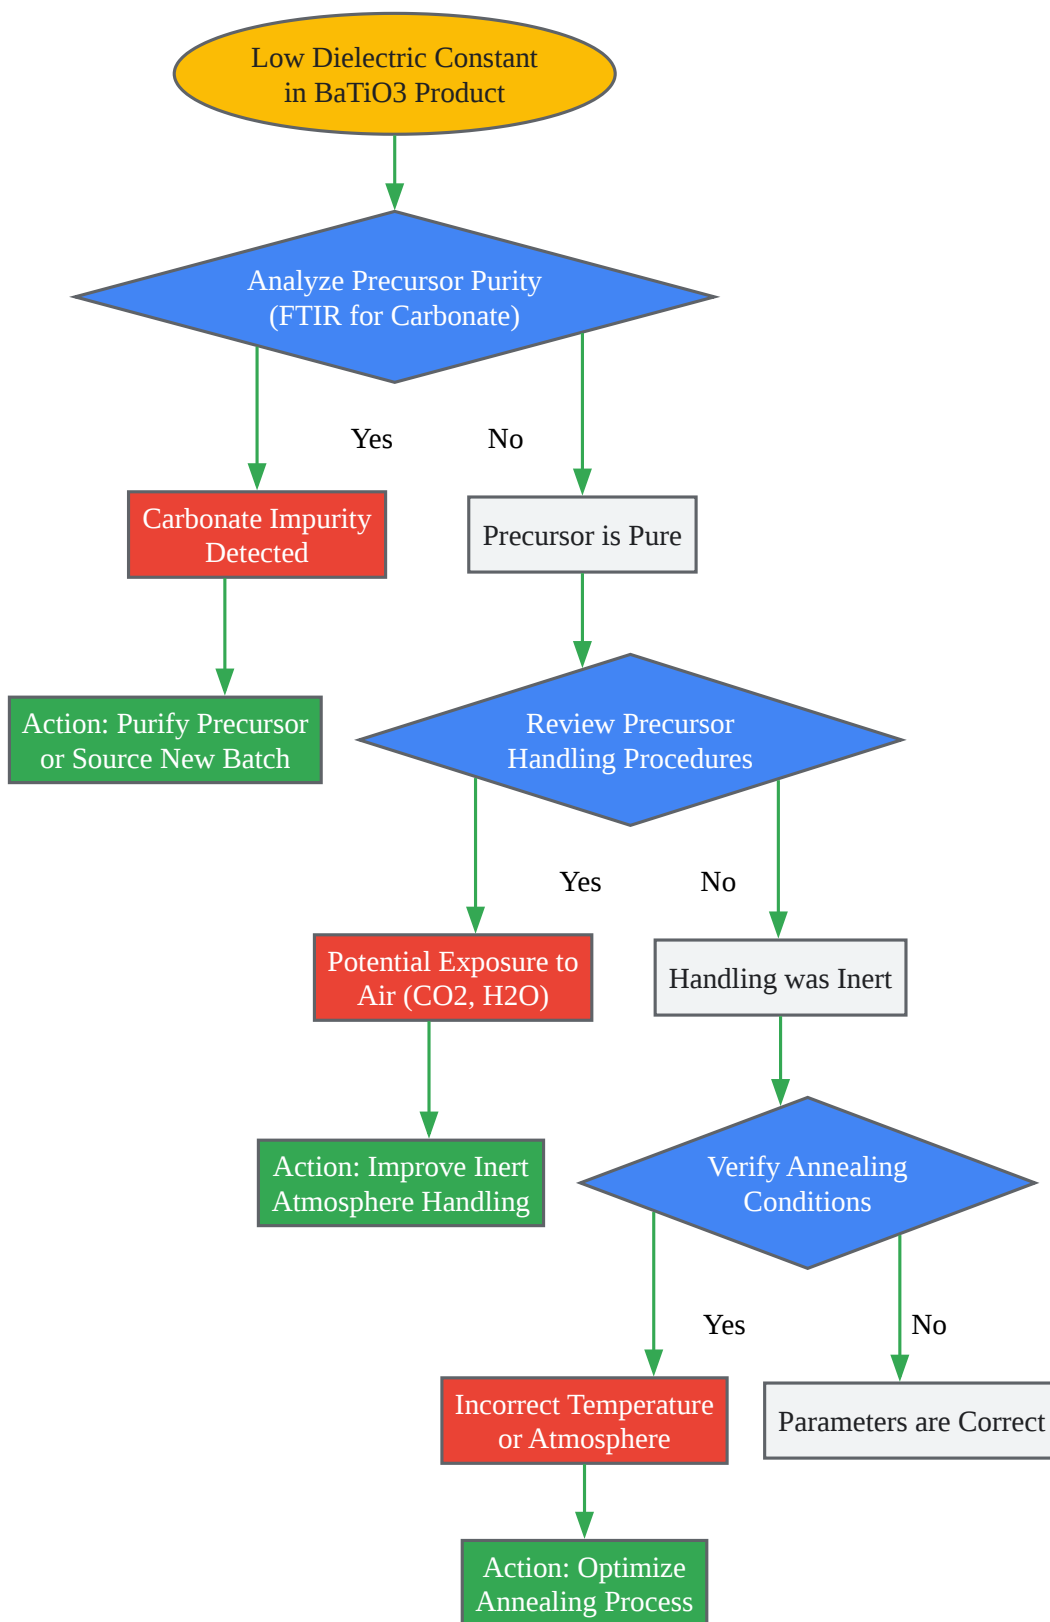 Low Dielectric Constant
in BaTiO3 Product
Analyze Precursor Purity
(FTIR for Carbonate)
Yes
No
Carbonate Impurity
Detected
Precursor is Pure
Action: Purify Precursor
or Source New Batch
Review Precursor
Handling Procedures
Yes
No
Potential Exposure to
Air (CO2, H2O)
Handling was Inert
Action: Improve Inert
Atmosphere Handling
Verify Annealing
Conditions
Yes
No
Incorrect Temperature
or Atmosphere
Parameters are Correct
Action: Optimize
Annealing Process